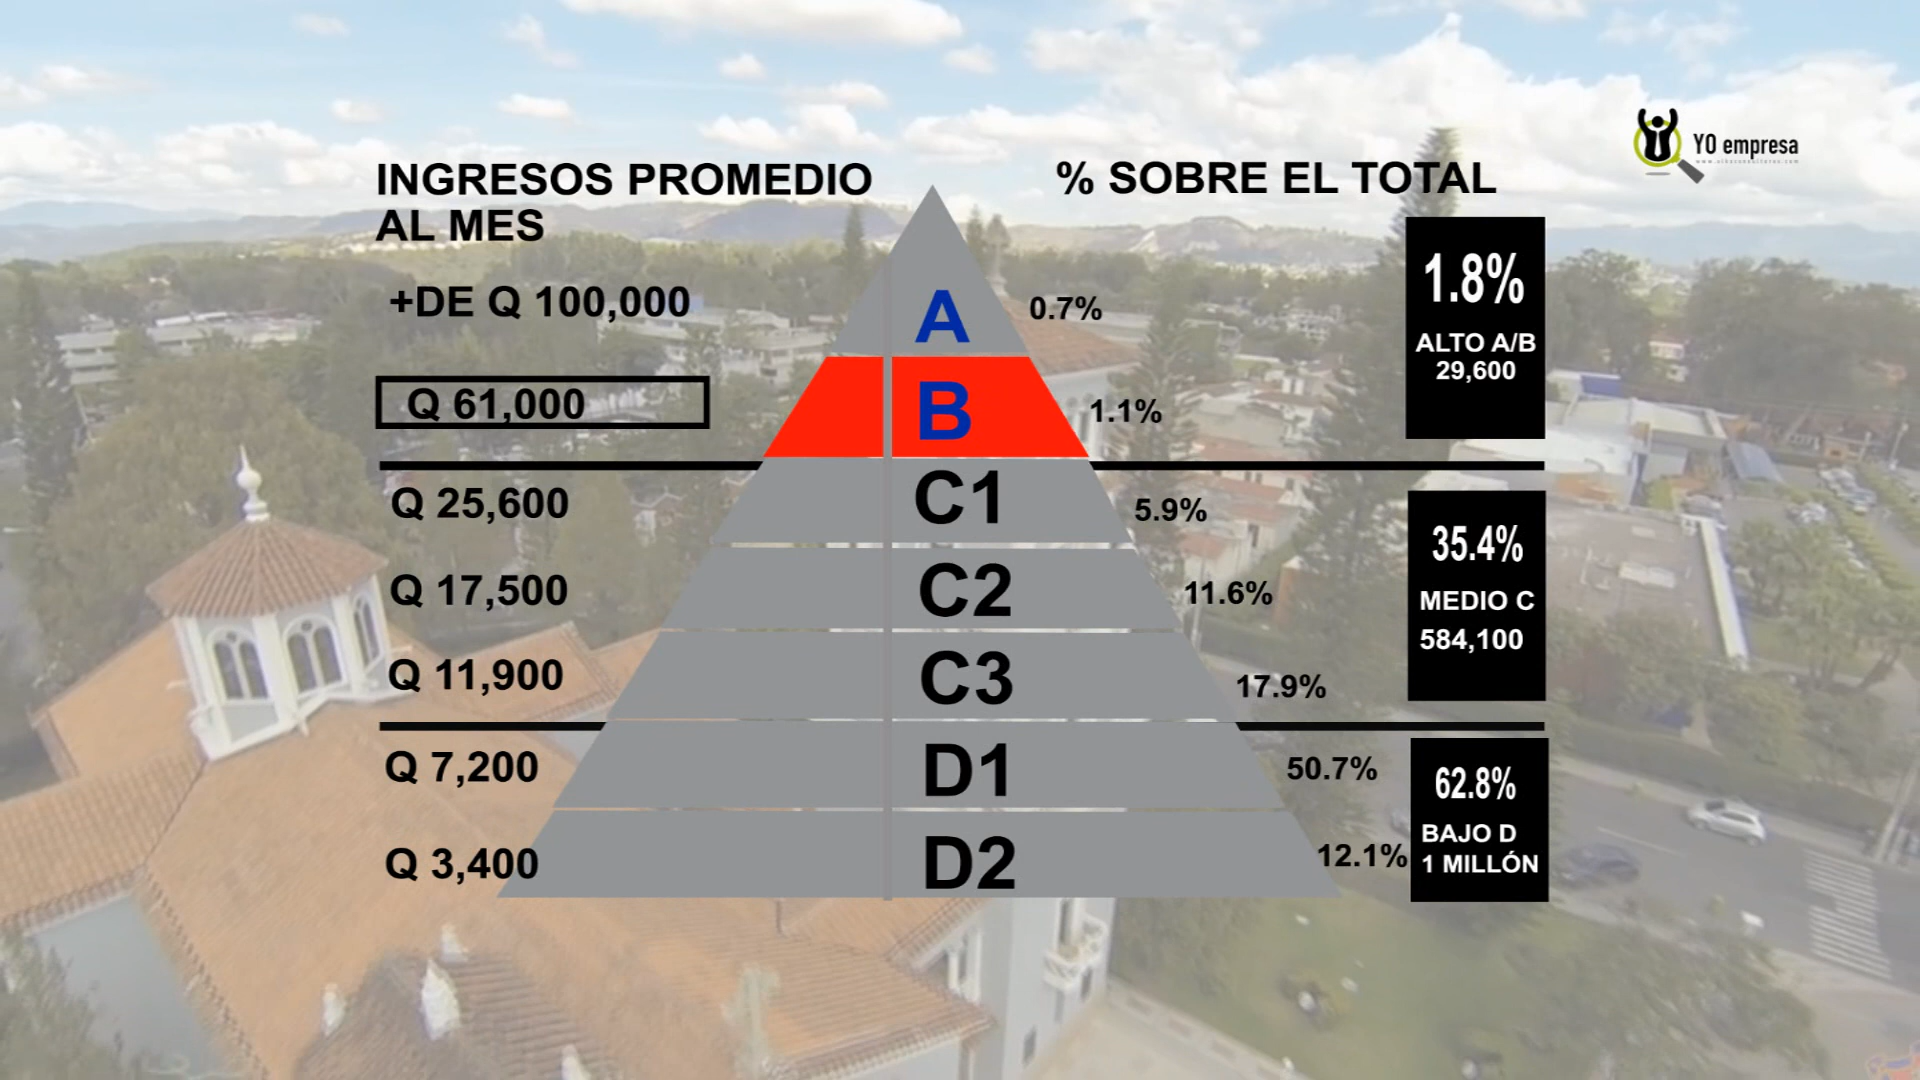 YO empresa
INGRESOS PROMEDIO
AL MES
% SOBRE EL TOTAL
+DE Q 100,000
A
0.7%
1.8%
ALTO A/B
29,600
Q 61,000
B
1.1%
Q 25,600
C1
5.9%
Q 17,500
C2
11.6%
35.4%
MEDIO C
584,100
Q 11,900
C3
17.9%
Q 7,200
D1
50.7%
62.8%
BAJO D
1 MILLÓN
Q 3,400
D2
12.1%